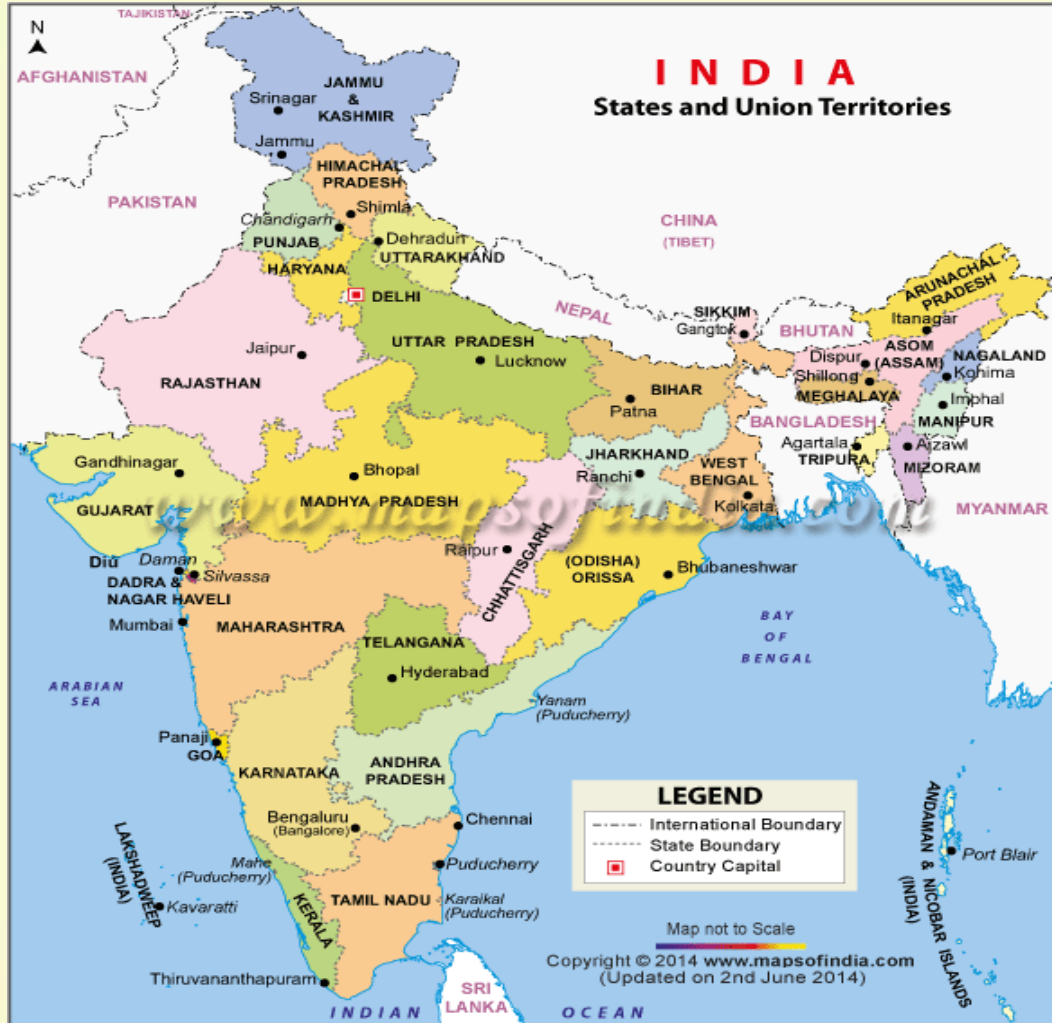 TAJIKISTAN
N
AFGHANISTAN
I N D I A
States and Union Territories
JAMMU
&
KASHMIR
Srinagar
Jammu
HIMACHAL
PRADESH
PAKISTAN
Shimla
Chandigarh
PUNJAB
Dehradun
UTTARAKHAND
CHINA
(TIBET)
HARYANA
DELHI
ARUNACHAL
PRADESH
NEPAL
SIKKIM
Gangtok
BHUTAN
Itanagar
UTTAR PRADESH
Lucknow
Jaipur
RAJASTHAN
ASOM
(ASSAM)
Dispur
NAGALAND
Kohima
Shillong
MEGHALAYA
BIHAR
Patna
Imphal
MANIPUR
BANGLADESH
Agartala
TRIPURA
Aizawl
MIZORAM
Gandhinagar
GUJARAT
Bhopal
MADHYA PRADESH
JHARKHAND
Ranchi
WEST
BENGAL
Kolkata
www.mapsofindia.com
MYANMAR
Diu
Daman
Silvassa
DADRA &
NAGAR HAVELI
Raipur
CHHATTISGARH
(ODISHA)
ORISSA
Bhubaneshwar
Mumbai
MAHARASHTRA
TELANGANA
Hyderabad
BAY
OF
BENGAL
ARABIAN
SEA
Yanam
(Puducherry)
Panaji
GOA
KARNATAKA
ANDHRA
PRADESH
Bengaluru
(Bangalore)
Chennai
LEGEND
International Boundary
State Boundary
Country Capital
LAKSHADWEEP
(INDIA)
Kavaratti
Mahe
(Puducherry)
KERALA
TAMIL NADU
Puducherry
Karaikal
(Puducherry)
ANDAMAN & NICOBAR ISLANDS
(INDIA)
Port Blair
Thiruvananthapuram
Map not to Scale
Copyright © 2014 www.mapsofindia.com
(Updated on 2nd June 2014)
SRI
LANKA
INDIAN OCEAN